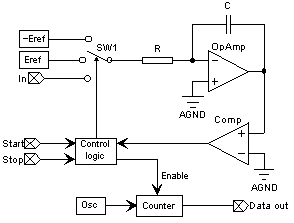 C
−Eref
SW1
R
OpAmp
Eref
−
+
In
AGND
Comp
+
−
Start
Stop
Control
logic
AGND
Enable
Osc
Counter
Data out